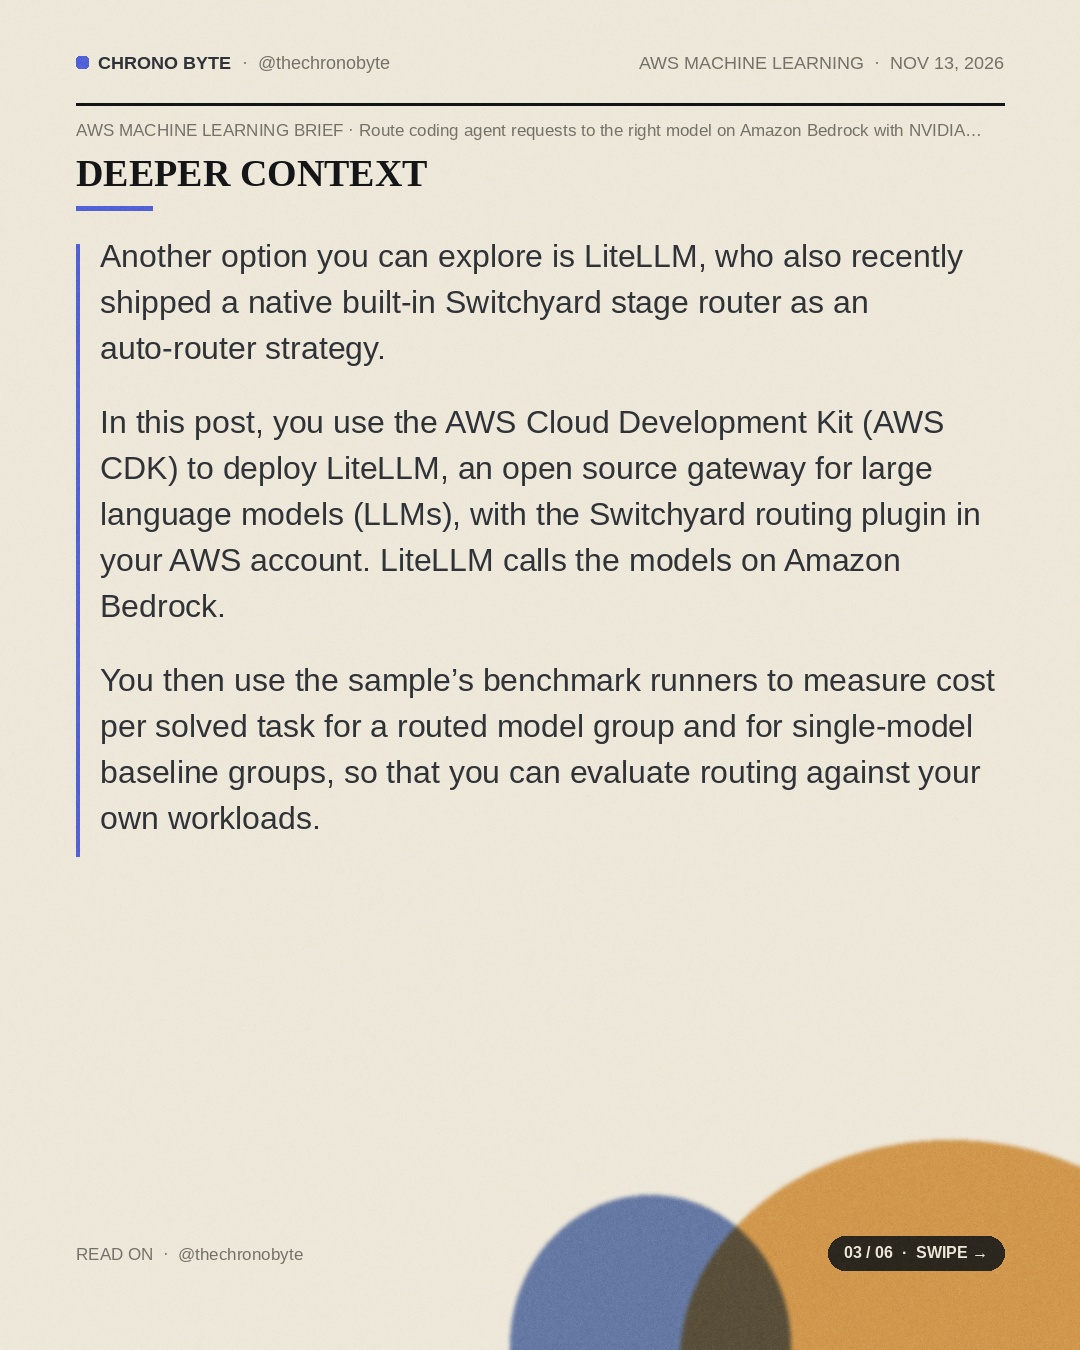 CHRONO BYTE · @thechronobyte
AWS MACHINE LEARNING · NOV 13, 2026
AWS MACHINE LEARNING BRIEF · Route coding agent requests to the right model on Amazon Bedrock with NVIDIA…
DEEPER CONTEXT
Another option you can explore is LiteLLM, who also recently
shipped a native built-in Switchyard stage router as an
auto-router strategy.
In this post, you use the AWS Cloud Development Kit (AWS
CDK) to deploy LiteLLM, an open source gateway for large
language models (LLMs), with the Switchyard routing plugin in
your AWS account. LiteLLM calls the models on Amazon
Bedrock.
You then use the sample’s benchmark runners to measure cost
per solved task for a routed model group and for single-model
baseline groups, so that you can evaluate routing against your
own workloads.
READ ON · @thechronobyte
03 / 06 · SWIPE →